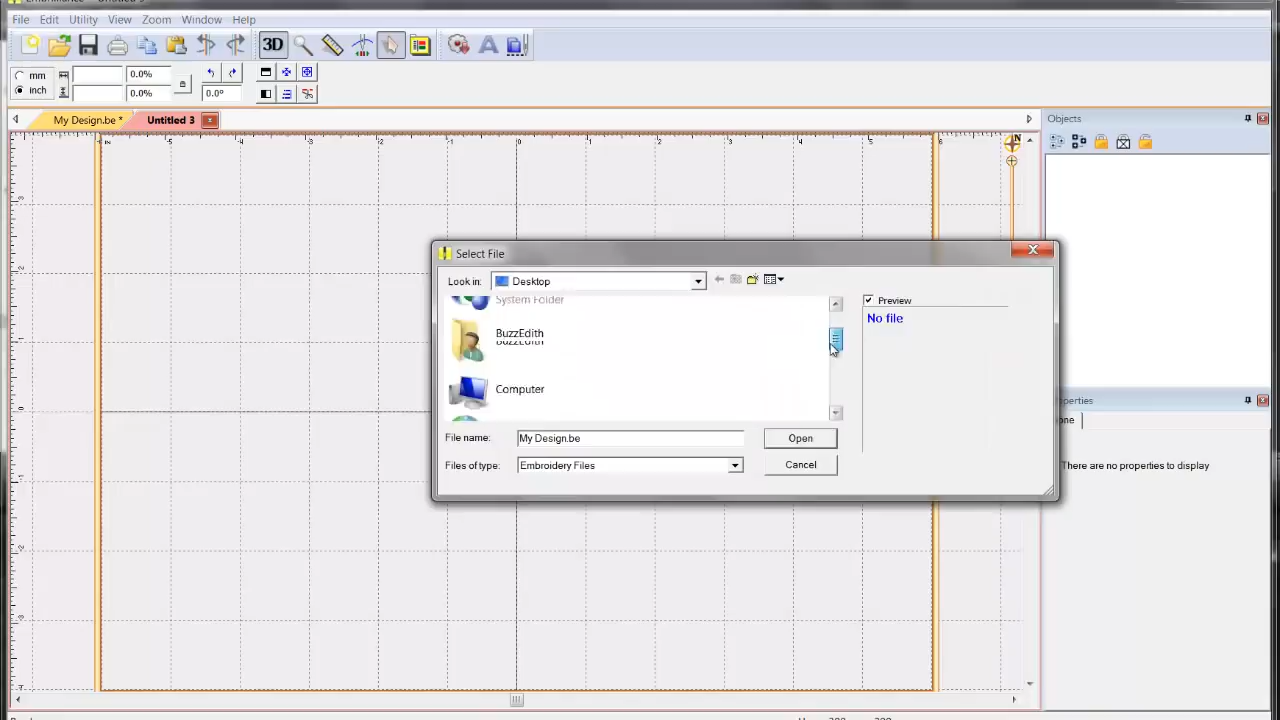 File Edit Utility View Zoom Window Help
3D
mm 0.0%
inch 0.0% 0.0°
My Design.be * Untitled 3
Objects
Select File
Look in: Desktop
System Folder
BuzzEdith
Computer
Preview
No file
File name: My Design.be Open
Files of type: Embroidery Files Cancel
There are no properties to display